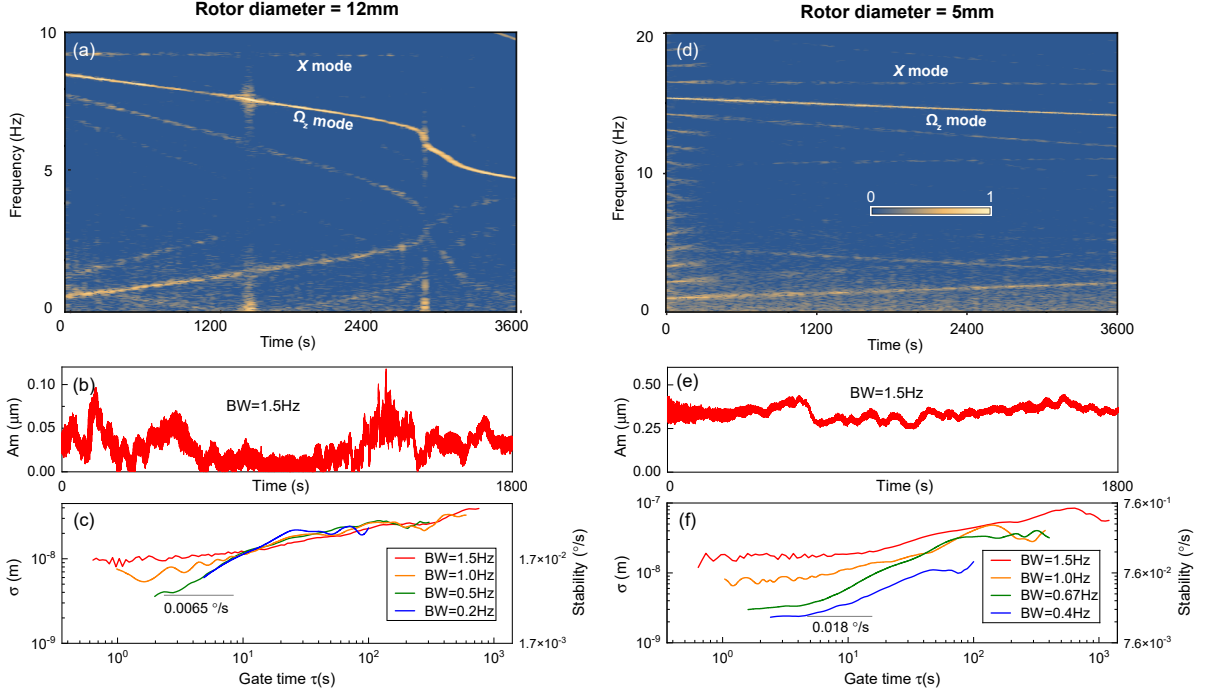 Rotor diameter = 12mm
(a)
X mode
Ω_z mode
Frequency (Hz)
10
5
0
0
1200
2400
3600
Time (s)
(b)
BW=1.5Hz
Am (µm)
0.10
0.05
0.00
0
Time (s)
1800
(c)
σ (m)
10⁻⁸
10⁻⁹
BW=1.5Hz
BW=1.0Hz
BW=0.5Hz
BW=0.2Hz
0.0065 °/s
1.7×10⁻²
1.7×10⁻³
Stability (°/s)
10⁰
10¹
10²
10³
Gate time τ(s)
Rotor diameter = 5mm
(d)
X mode
Ω_z mode
0 1
Frequency (Hz)
20
10
0
0
1200
2400
3600
Time (s)
(e)
BW=1.5Hz
Am (µm)
0.50
0.25
0.00
0
Time (s)
1800
(f)
σ (m)
10⁻⁷
10⁻⁸
10⁻⁹
BW=1.5Hz
BW=1.0Hz
BW=0.67Hz
BW=0.4Hz
0.018 °/s
7.6×10⁻¹
7.6×10⁻²
7.6×10⁻³
Stability (°/s)
10⁰
10¹
10²
10³
Gate time τ(s)